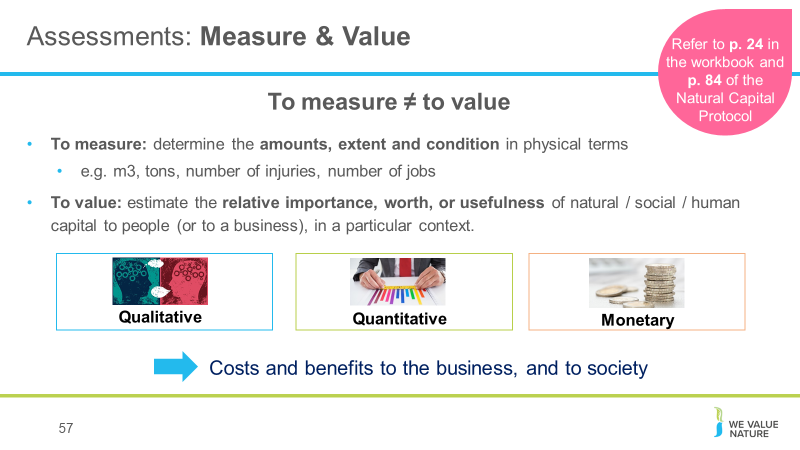 Assessments: Measure & Value
Refer to p. 24 in
the workbook and
p. 84 of the
Natural Capital
Protocol
To measure ≠ to value
• To measure: determine the amounts, extent and condition in physical terms
• e.g. m3, tons, number of injuries, number of jobs
• To value: estimate the relative importance, worth, or usefulness of natural / social / human
capital to people (or to a business), in a particular context.
Qualitative
Quantitative
Monetary
Costs and benefits to the business, and to society
57
WE VALUE
NATURE